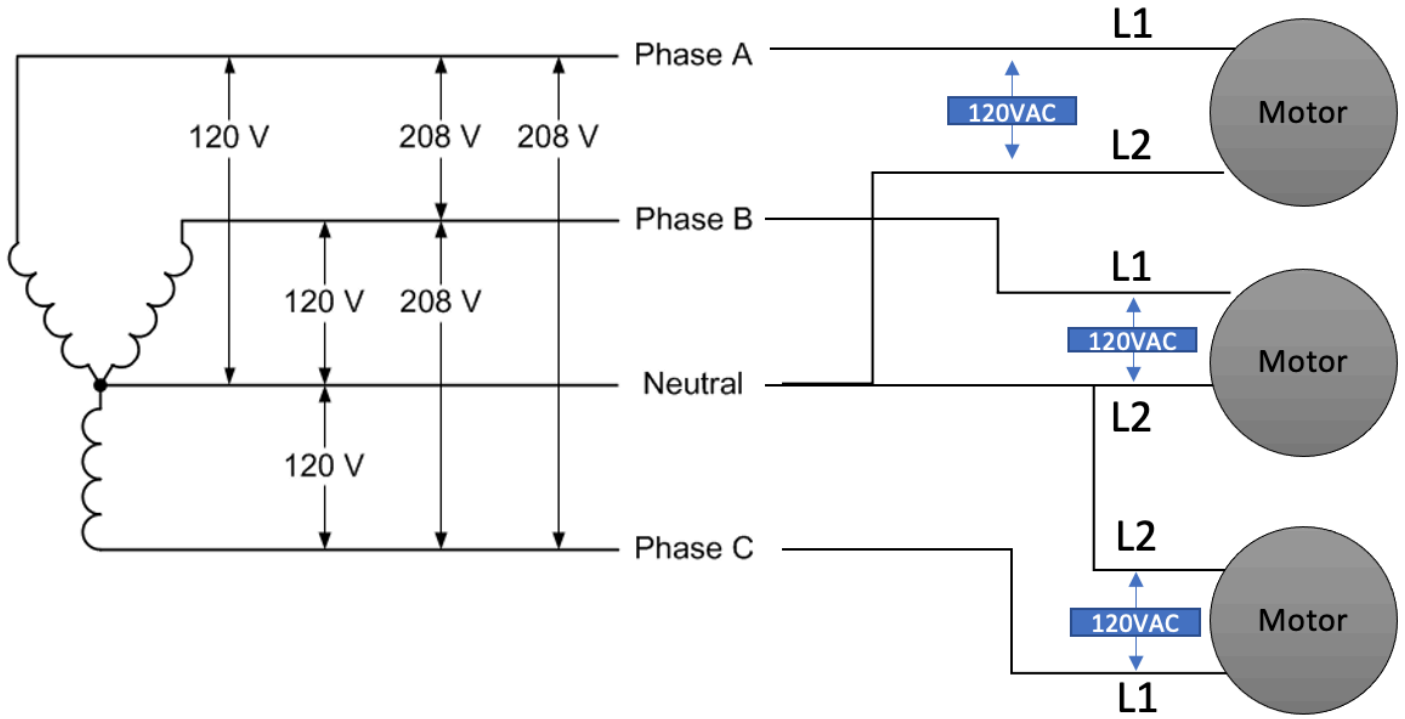 L1
Phase A
120VAC
Motor
120 V
208 V
208 V
L2
Phase B
L1
120 V
208 V
120VAC
Motor
Neutral
L2
120 V
L2
Phase C
120VAC
Motor
L1